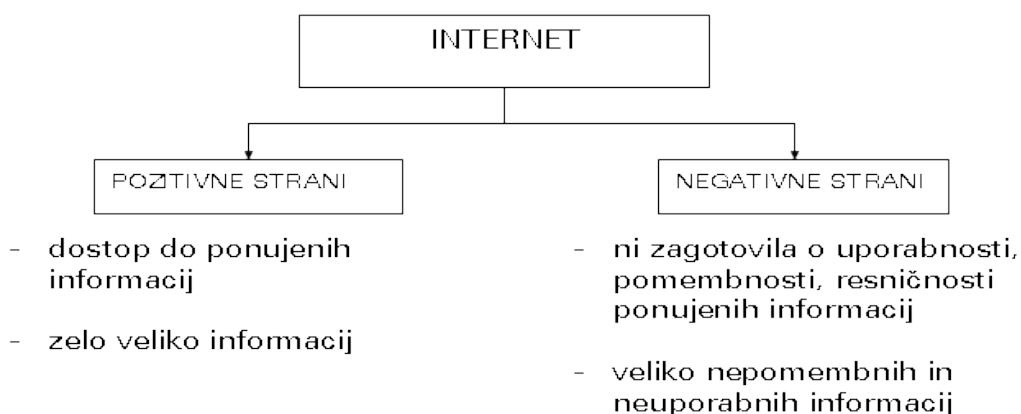 INTERNET
POZITIVNE STRANI
- dostop do ponujenih
informacij
- zelo veliko informacij
NEGATIVNE STRANI
- ni zagotovila o uporabnosti,
pomembnosti, resničnosti
ponujenih informacij
- veliko nepomembnih in
neuporabnih informacij